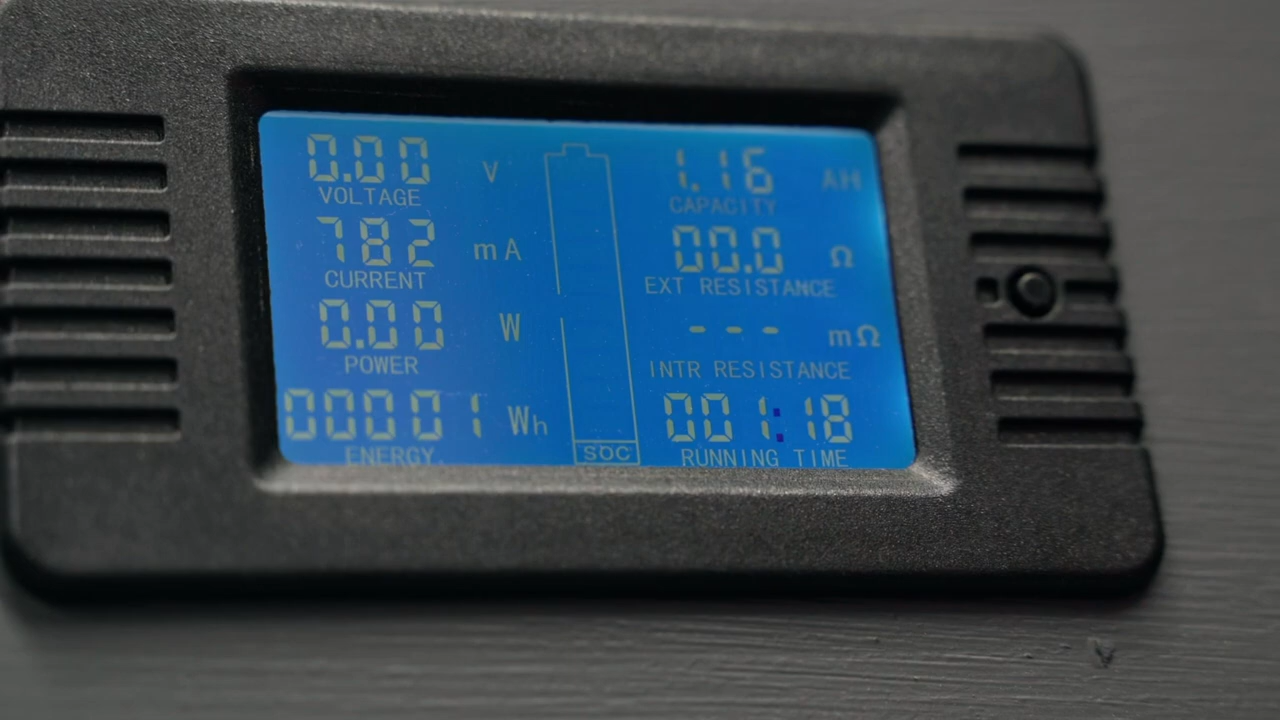 0.00 V
VOLTAGE
782 mA
CURRENT
0.00 W
POWER
00001 Wh
ENERGY
SOC
1.16 AH
CAPACITY
00.0 Ω
EXT RESISTANCE
--- mΩ
INTR RESISTANCE
001:18
RUNNING TIME